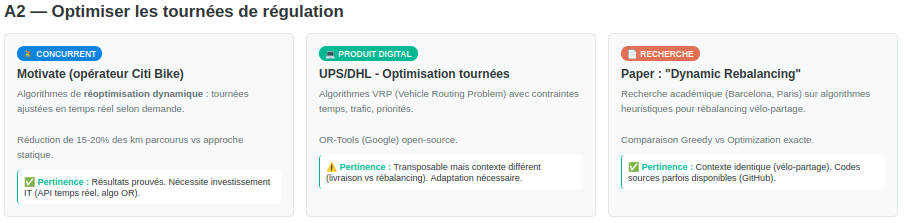 A2 — Optimiser les tournées de régulation
🚴 CONCURRENT
Motivate (opérateur Citi Bike)
Algorithmes de réoptimisation dynamique : tournées
ajustées en temps réel selon demande.
Réduction de 15-20% des km parcourus vs approche
statique.
✅ Pertinence : Résultats prouvés. Nécessite investissement
IT (API temps réel, algo OR).
💻 PRODUIT DIGITAL
UPS/DHL - Optimisation tournées
Algorithmes VRP (Vehicle Routing Problem) avec contraintes
temps, trafic, priorités.
OR-Tools (Google) open-source.
⚠️ Pertinence : Transposable mais contexte différent
(livraison vs rébalancing). Adaptation nécessaire.
📄 RECHERCHE
Paper : "Dynamic Rebalancing"
Recherche académique (Barcelona, Paris) sur algorithmes
heuristiques pour rébalancing vélo-partage.
Comparaison Greedy vs Optimization exacte.
✅ Pertinence : Contexte identique (vélo-partage). Codes
sources parfois disponibles (GitHub).